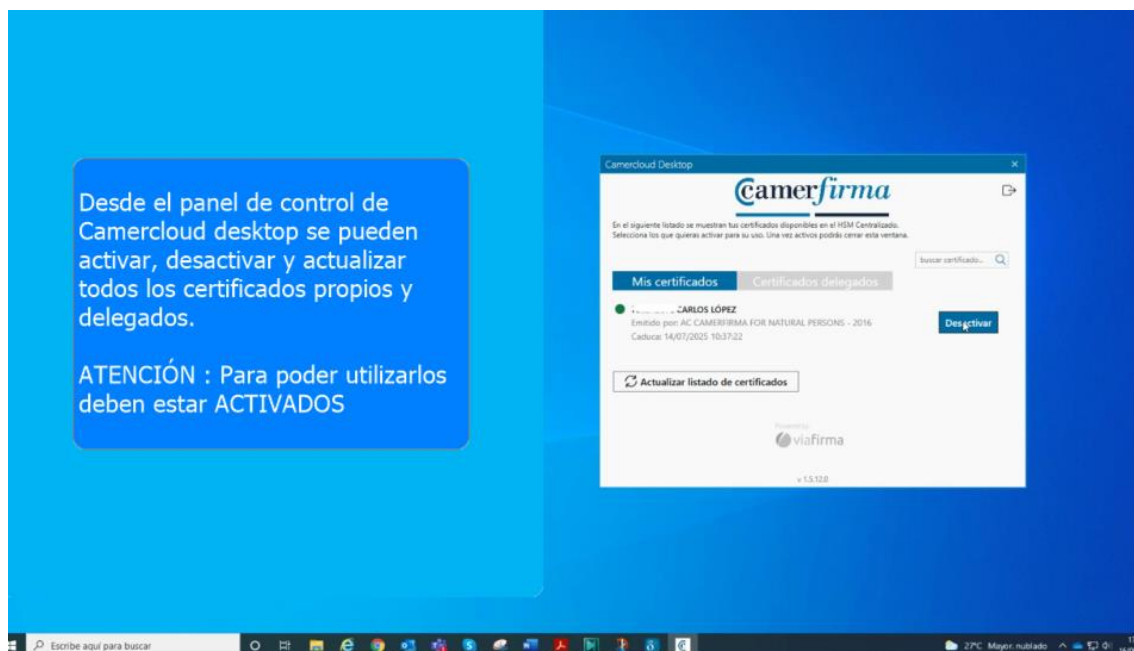 Desde el panel de control de
Camercloud desktop se pueden
activar, desactivar y actualizar
todos los certificados propios y
delegados.
ATENCIÓN : Para poder utilizarlos
deben estar ACTIVADOS
Camercloud Desktop
camerfirma
En el siguiente listado se muestran tus certificados disponibles en el HSM Centralizado.
Selecciona los que quieras activar para su uso. Una vez activos podrás cerrar esta ventana.
buscar certificado...
Mis certificados
Certificados delegados
CARLOS LÓPEZ
Emitido por: AC CAMERFIRMA FOR NATURAL PERSONS - 2016
Caduca: 14/07/2025 10:37:22
Desactivar
Actualizar listado de certificados
Powered by
viafirma
v 1.5.12.0
Escribe aquí para buscar
27°C Mayor. nublado